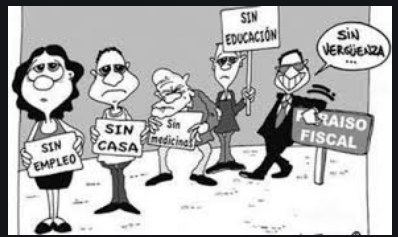 SIN
EMPLEO
SIN
CASA
Sin
medicinas
SIN
EDUCACIÓN
SIN
VERGÜENZA
...
PARAISO
FISCAL